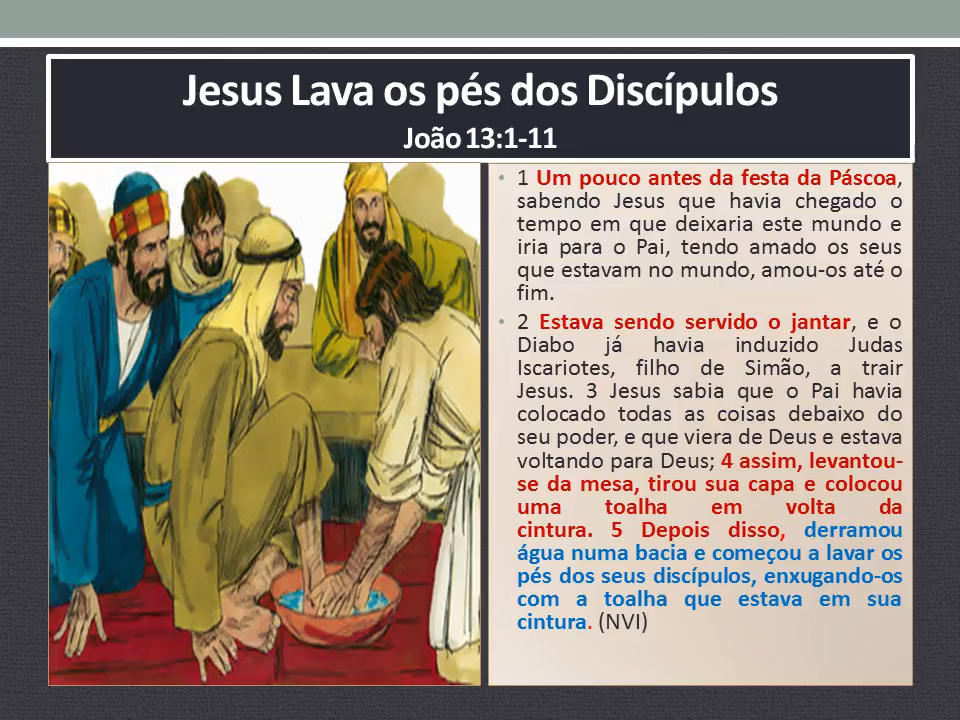 Jesus Lava os pés dos Discípulos
João 13:1-11
• 1 Um pouco antes da festa da Páscoa,
sabendo Jesus que havia chegado o
tempo em que deixaria este mundo e
iria para o Pai, tendo amado os seus
que estavam no mundo, amou-os até o
fim.
• 2 Estava sendo servido o jantar, e o
Diabo já havia induzido Judas
Iscariotes, filho de Simão, a trair
Jesus. 3 Jesus sabia que o Pai havia
colocado todas as coisas debaixo do
seu poder, e que viera de Deus e estava
voltando para Deus; 4 assim, levantou-
se da mesa, tirou sua capa e colocou
uma toalha em volta da
cintura. 5 Depois disso, derramou
água numa bacia e começou a lavar os
pés dos seus discípulos, enxugando-os
com a toalha que estava em sua
cintura. (NVI)